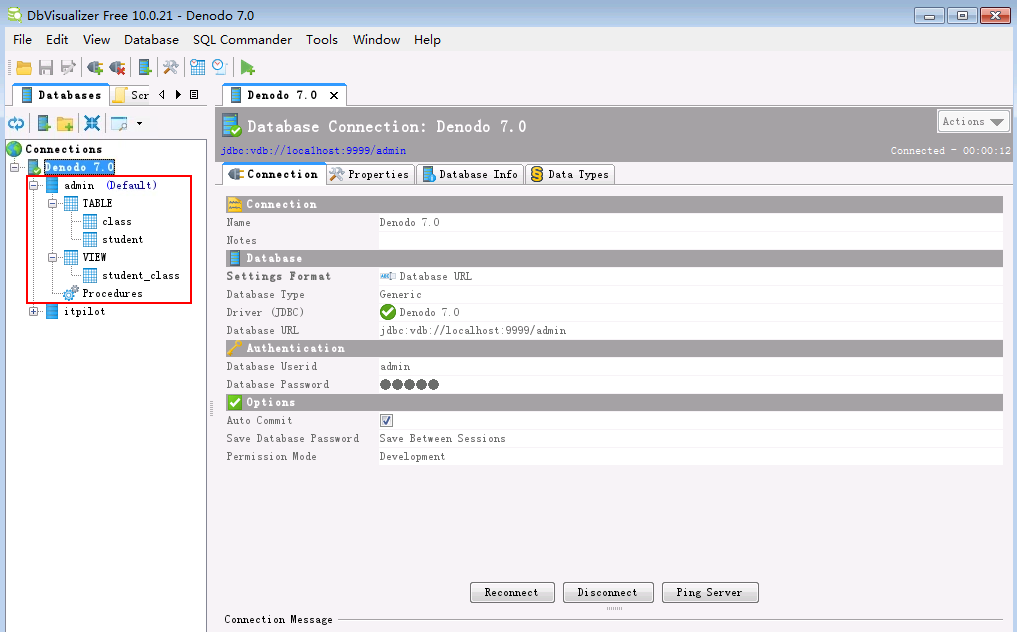 DbVisualizer Free 10.0.21 - Denodo 7.0
File Edit View Database SQL Commander Tools Window Help
Databases Scr
Denodo 7.0
Database Connection: Denodo 7.0
Actions
jdbc:vdb://localhost:9999/admin
Connected - 00:00:12
Connections
Denodo 7.0
admin (Default)
TABLE
class
student
VIEW
student_class
Procedures
itpilot
Connection Properties Database Info Data Types
Connection
Name Denodo 7.0
Notes
Database
Settings Format Database URL
Database Type Generic
Driver (JDBC) Denodo 7.0
Database URL jdbc:vdb://localhost:9999/admin
Authentication
Database Userid admin
Database Password
Options
Auto Commit
Save Database Password Save Between Sessions
Permission Mode Development
Reconnect Disconnect Ping Server
Connection Message